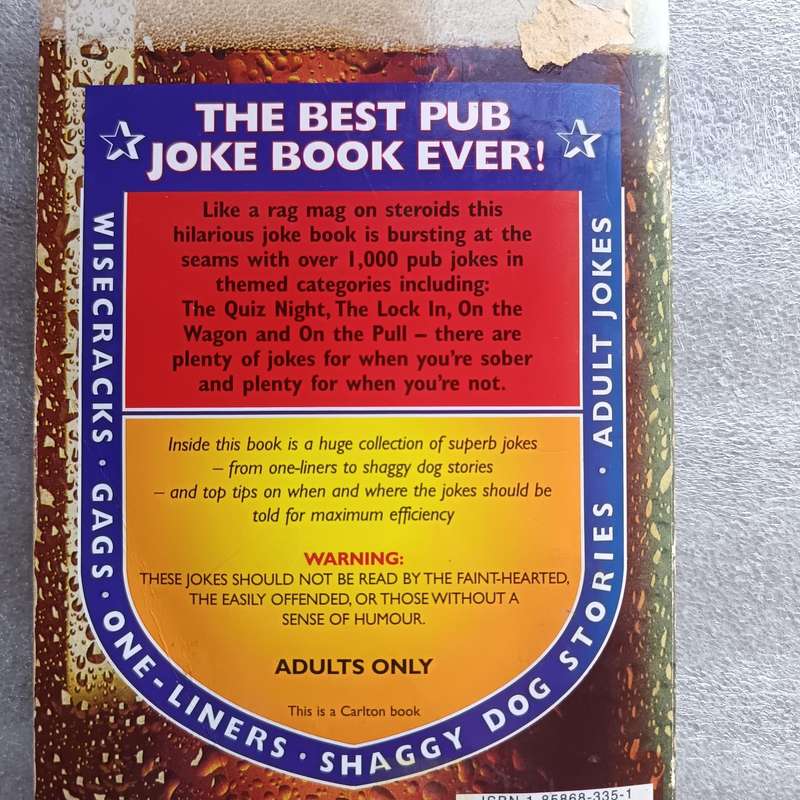 THE BEST PUB
JOKE BOOK EVER!
Like a rag mag on steroids this
hilarious joke book is bursting at the
seams with over 1,000 pub jokes in
themed categories including:
The Quiz Night, The Lock In, On the
Wagon and On the Pull – there are
plenty of jokes for when you're sober
and plenty for when you're not.
Inside this book is a huge collection of superb jokes
– from one-liners to shaggy dog stories
– and top tips on when and where the jokes should be
told for maximum efficiency
WARNING:
THESE JOKES SHOULD NOT BE READ BY THE FAINT-HEARTED,
THE EASILY OFFENDED, OR THOSE WITHOUT A
SENSE OF HUMOUR.
ADULTS ONLY
This is a Carlton book
WISECRACKS · GAGS · ONE-LINERS · SHAGGY DOG STORIES · ADULT JOKES
ISBN 1-85868-335-1